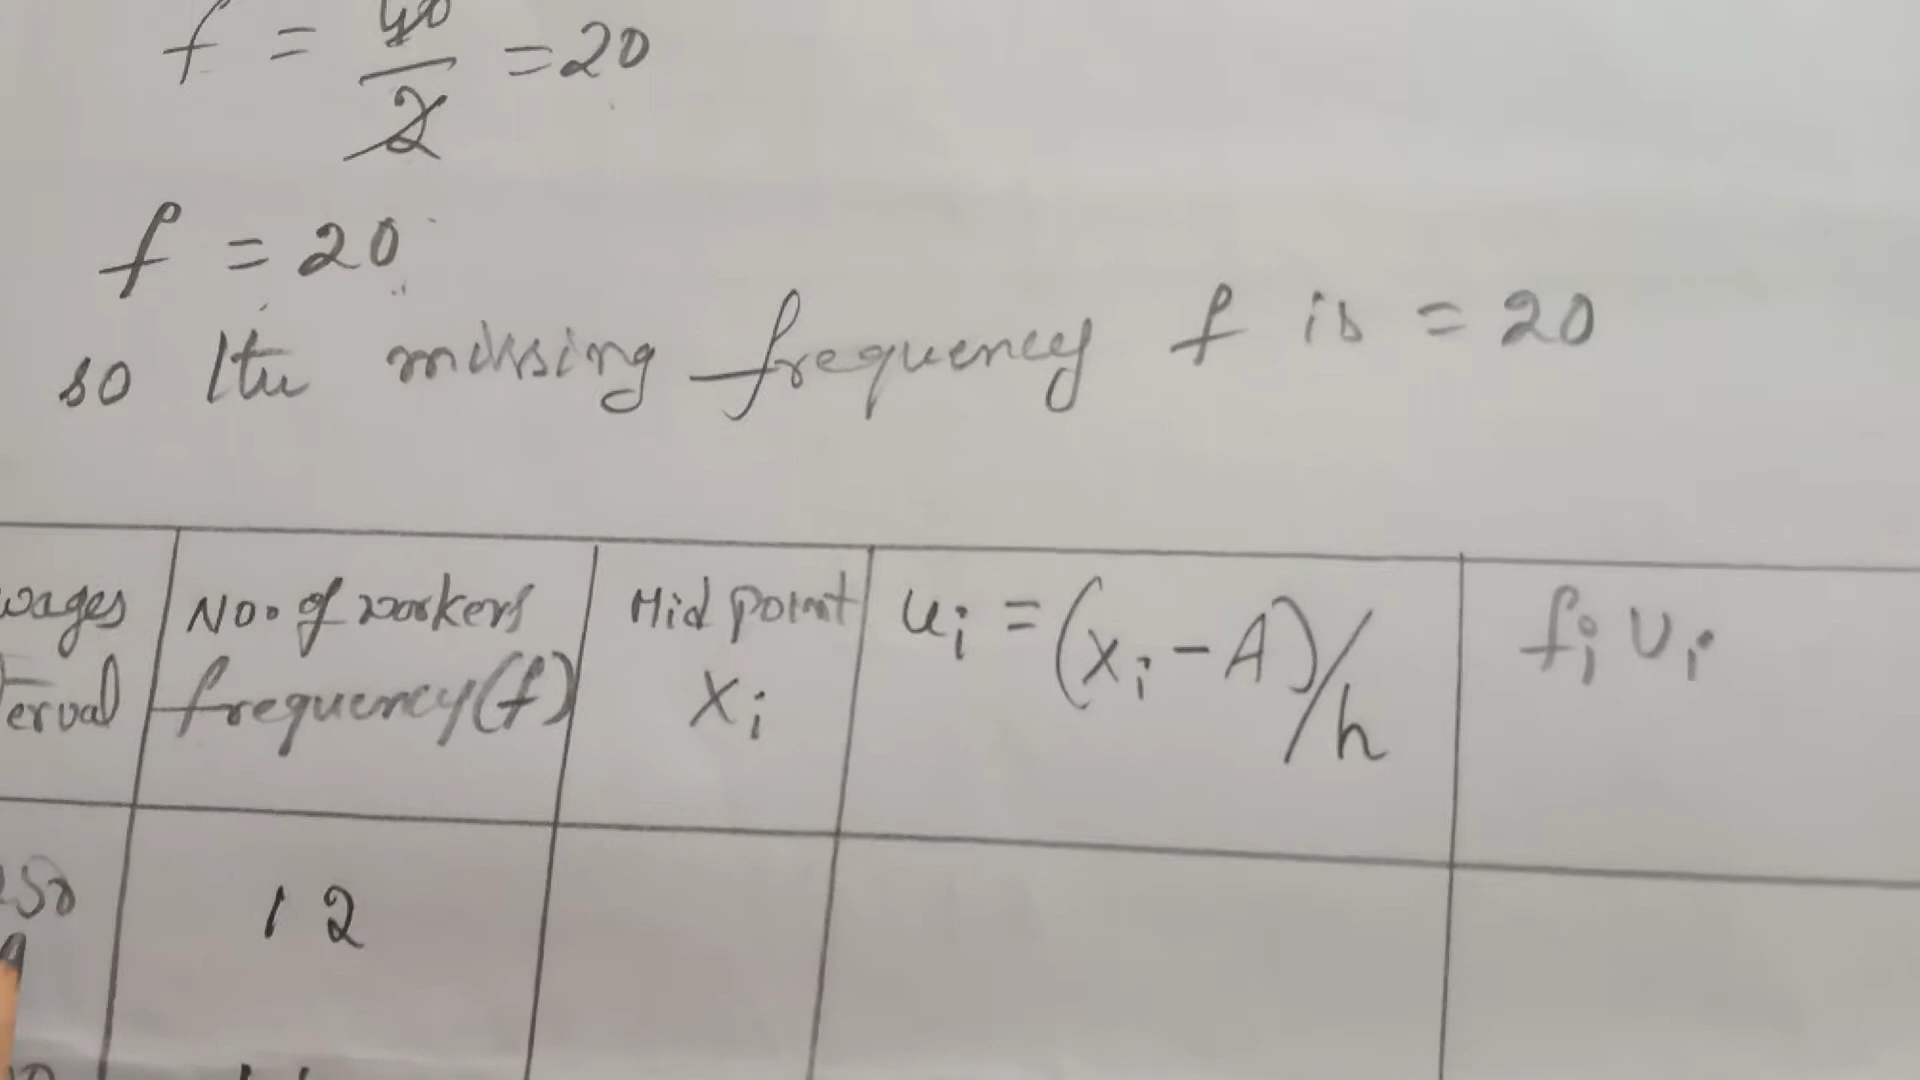 f = 40/2 = 20
f = 20
so the missing frequency f is = 20
wages
erval
No. of workers
frequency (f)
Mid point
xi
ui = (xi - A)/h
fi ui
250
12